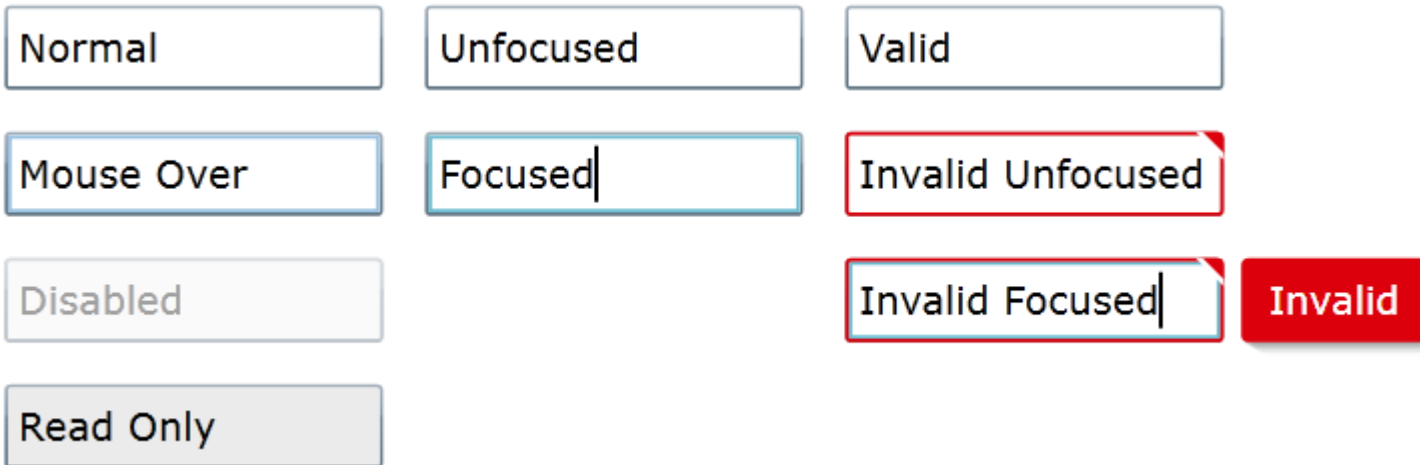 Normal
Unfocused
Valid
Mouse Over
Focused
Invalid Unfocused
Disabled
Invalid Focused
Invalid
Read Only